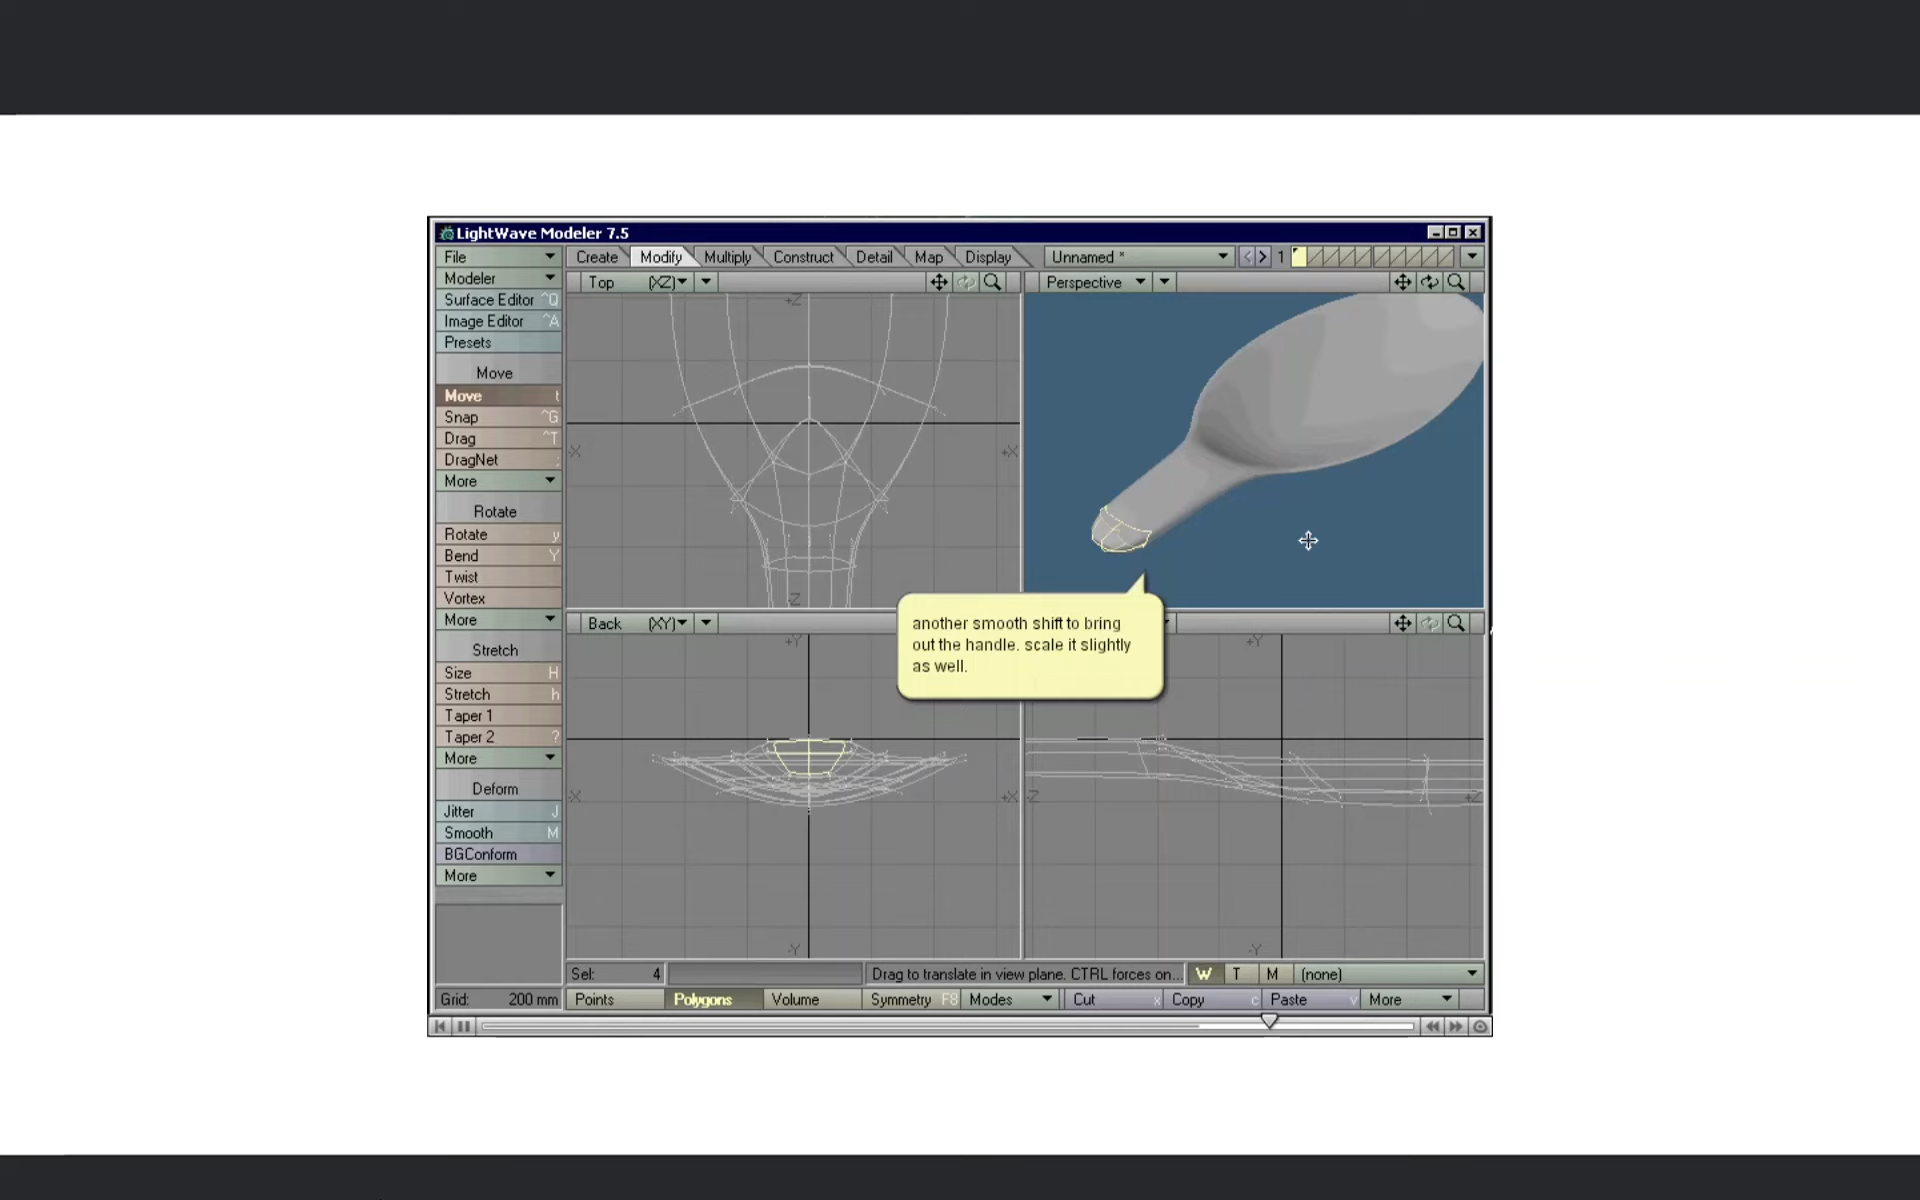 LightWave Modeler 7.5
File
Create Modify Multiply Construct Detail Map Display Unnamed * 1
Modeler
Top (XZ) Perspective
Surface Editor ^Q
Image Editor ^A
Presets
Move
Move t
Snap ^G
Drag ^T
DragNet ;
More
Rotate
Rotate y
Bend Y
Twist
Vortex
More
Stretch
Size H
Stretch h
Taper 1
Taper 2 ?
More
Deform
Jitter J
Smooth M
BGConform
More
+Z
-X +X
-Z
Back (XY)
another smooth shift to bring
out the handle. scale it slightly
as well.
+Y +Y
-X +X -Z +Z
-Y -Y
Sel: 4 Drag to translate in view plane. CTRL forces on... W T M (none)
Grid: 200 mm Points Polygons Volume Symmetry F8 Modes Cut x Copy c Paste v More